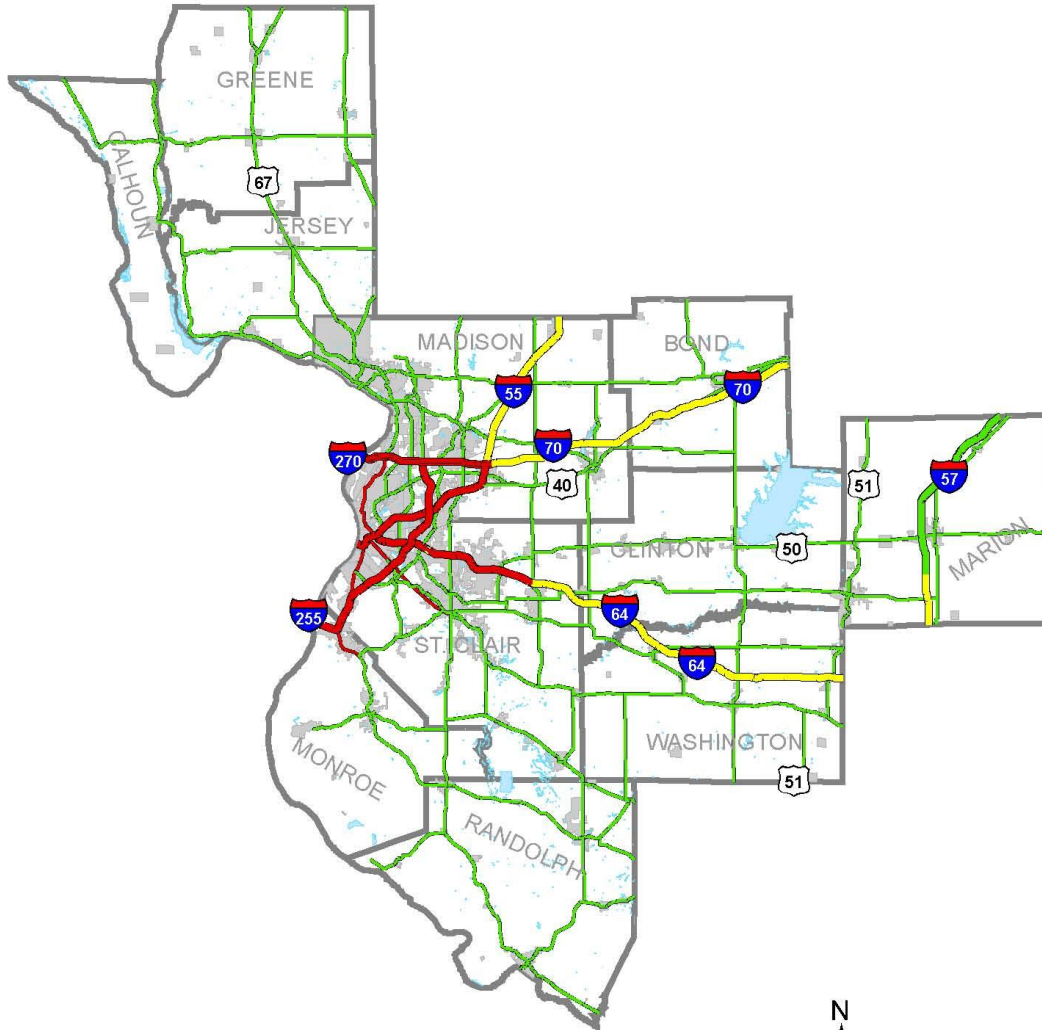 GREENE
CALHOUN
67
JERSEY
MADISON
BOND
55
70
70
270
40
51
57
CLINTON
50
MARION
255
64
ST. CLAIR
64
WASHINGTON
MONROE
51
RANDOLPH
N